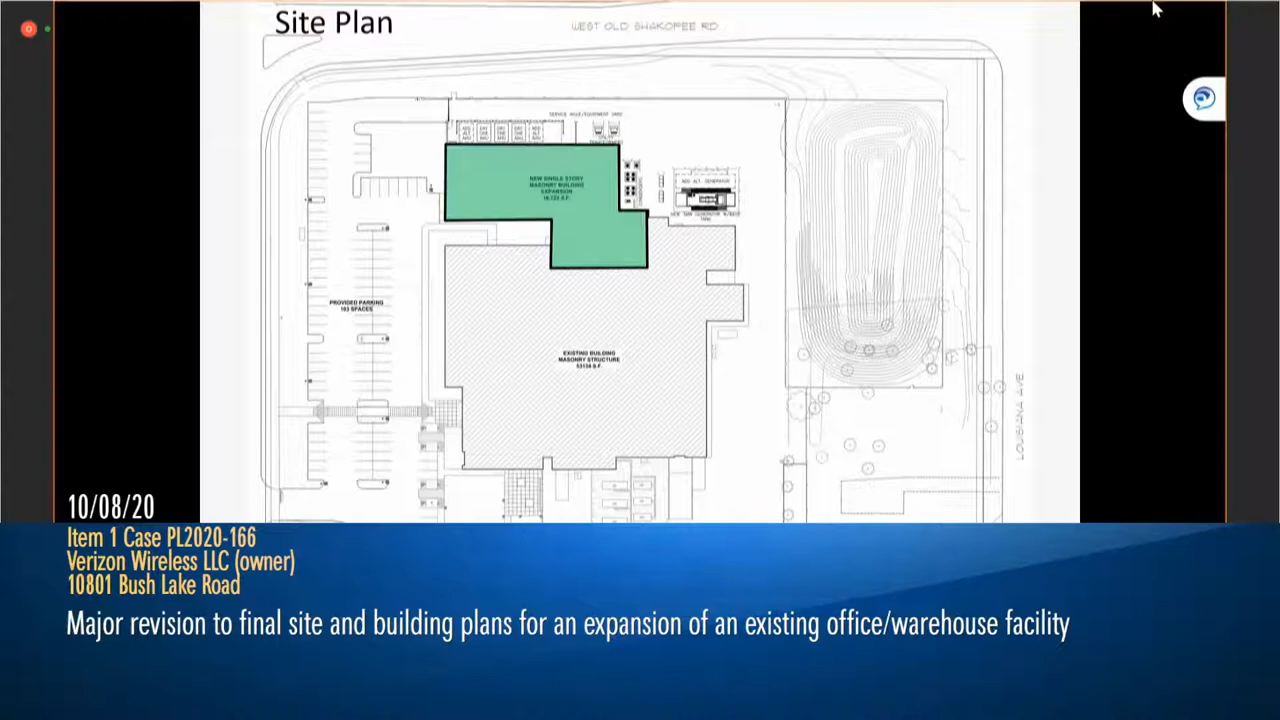 Site Plan
WEST OLD SHAKOPEE RD
NEW SINGLE STORY
MASONRY BUILDING
EXPANSION
PROVIDED PARKING
103 SPACES
EXISTING BUILDING
MASONRY STRUCTURE
53134 S.F.
LOUISIANA AVE.
10/08/20
Item 1 Case PL2020-166
Verizon Wireless LLC (owner)
10801 Bush Lake Road
Major revision to final site and building plans for an expansion of an existing office/warehouse facility